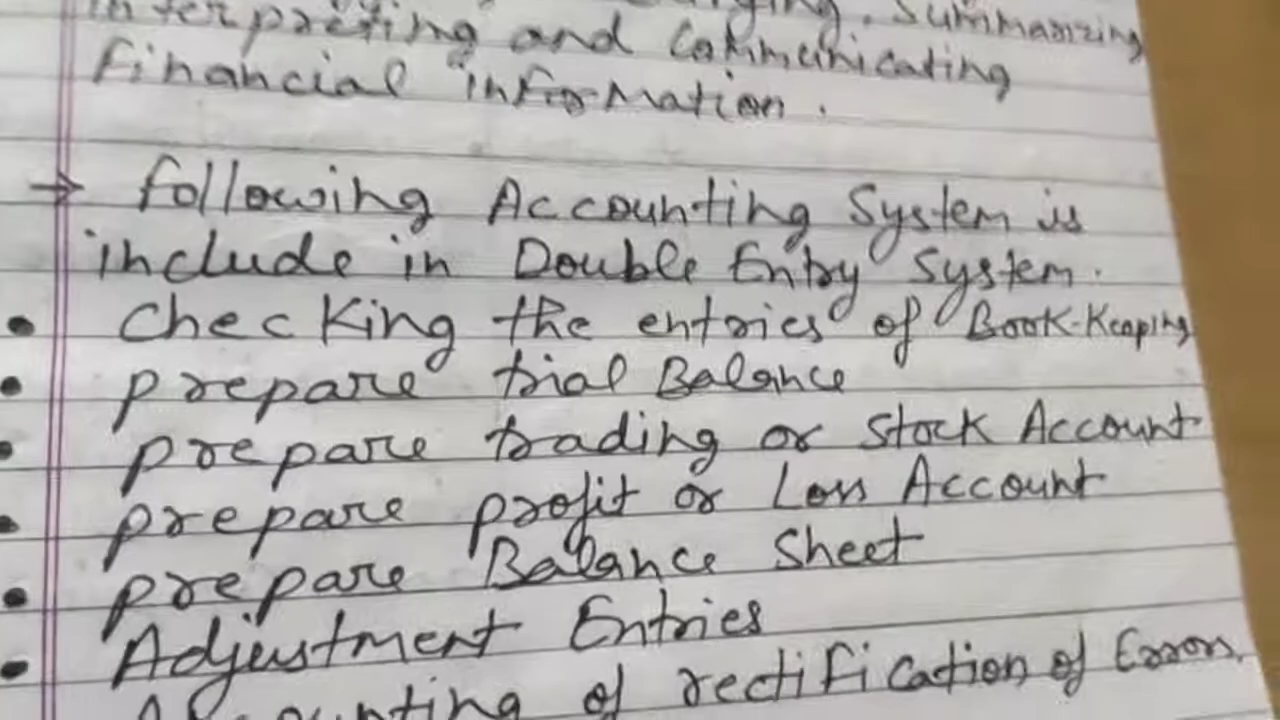 interpreting and Communicating
Summarizing
financial information.
→ following Accounting System is
include in Double Entry System.
• checking the entries of Book-Keeping
• prepare trial Balance
• prepare trading or Stock Account
• prepare profit or Loss Account
• prepare Balance Sheet
• Adjustment Entries
of rectification of Errors.